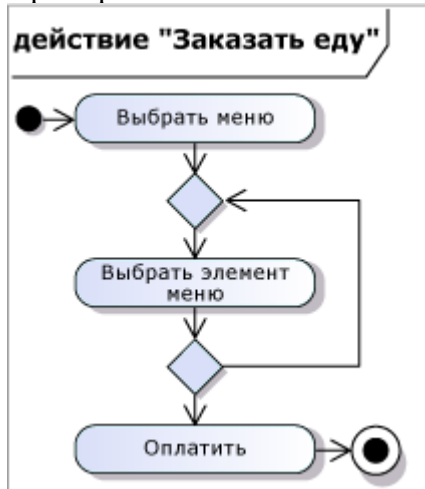 действие "Заказать еду"
Выбрать меню
Выбрать элемент
меню
Оплатить